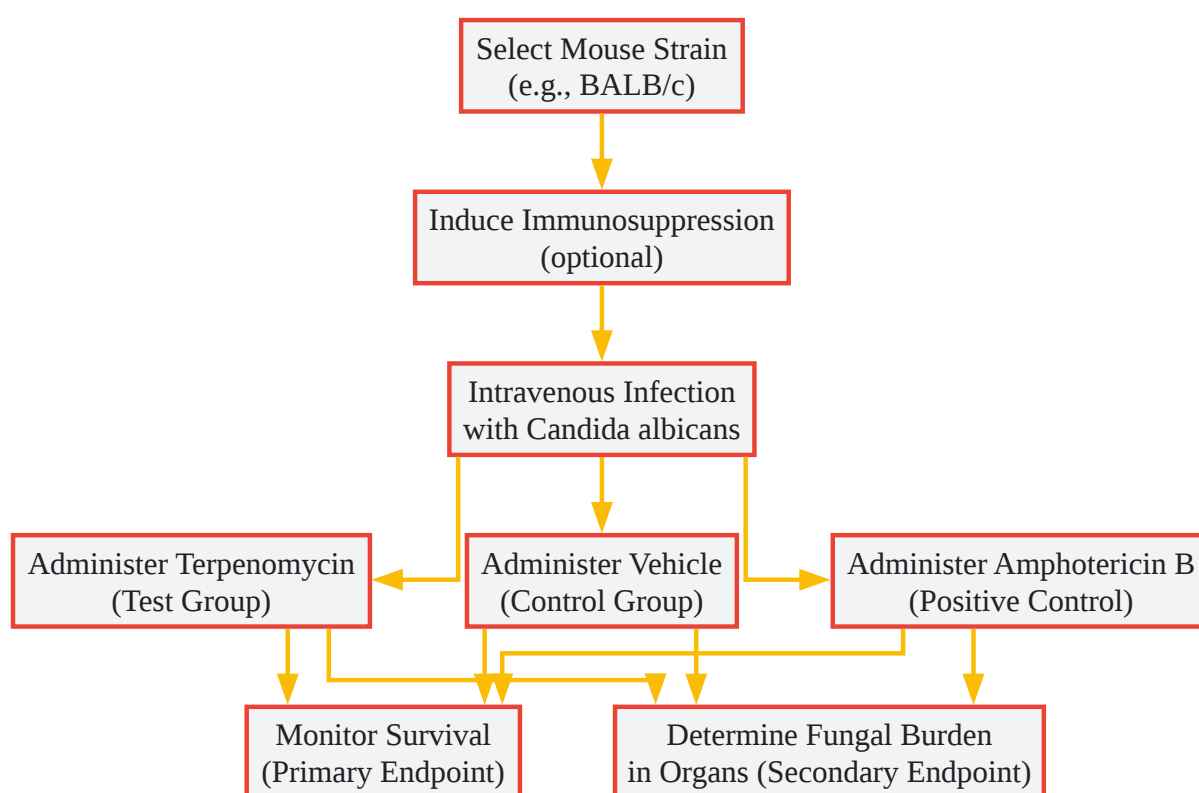 Select Mouse Strain
(e.g., BALB/c)
Induce Immunosuppression
(optional)
Intravenous Infection
with Candida albicans
Administer Terpenomycin
(Test Group)
Administer Vehicle
(Control Group)
Administer Amphotericin B
(Positive Control)
Monitor Survival
(Primary Endpoint)
Determine Fungal Burden
in Organs (Secondary Endpoint)